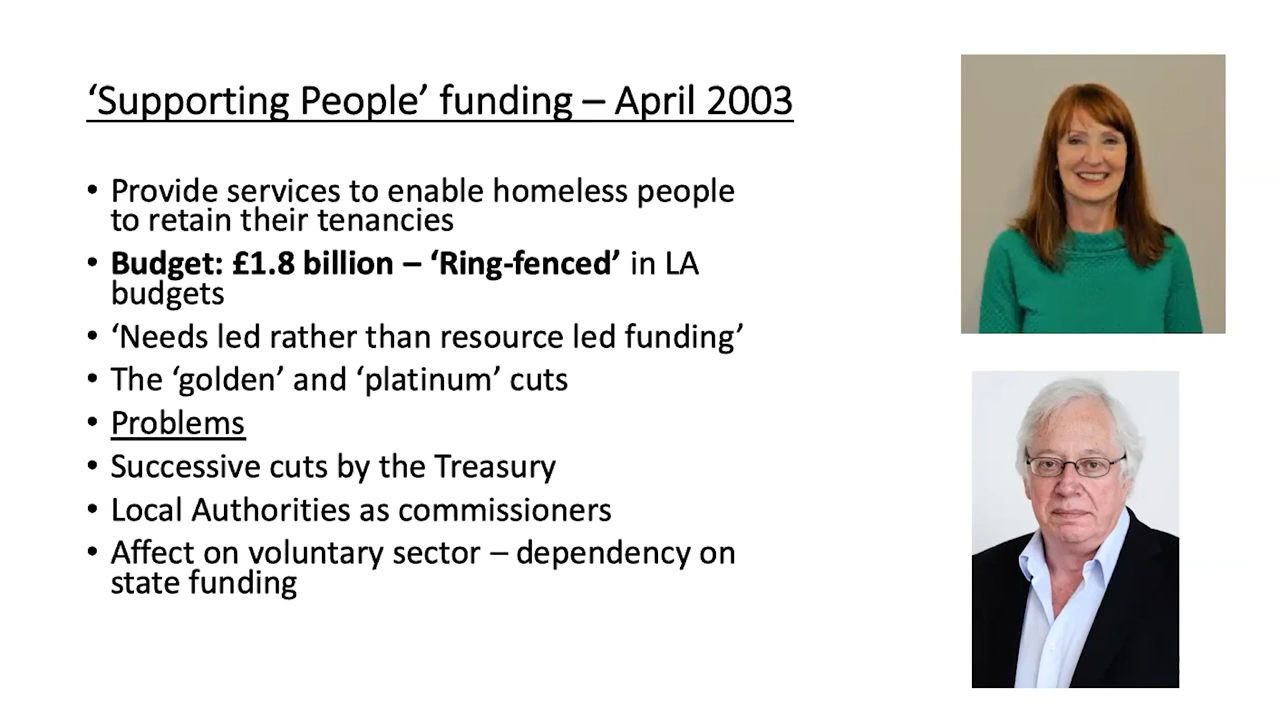 ‘Supporting People’ funding – April 2003
• Provide services to enable homeless people
to retain their tenancies
• Budget: £1.8 billion – ‘Ring-fenced’ in LA
budgets
• ‘Needs led rather than resource led funding’
• The ‘golden’ and ‘platinum’ cuts
• Problems
• Successive cuts by the Treasury
• Local Authorities as commissioners
• Affect on voluntary sector – dependency on
state funding